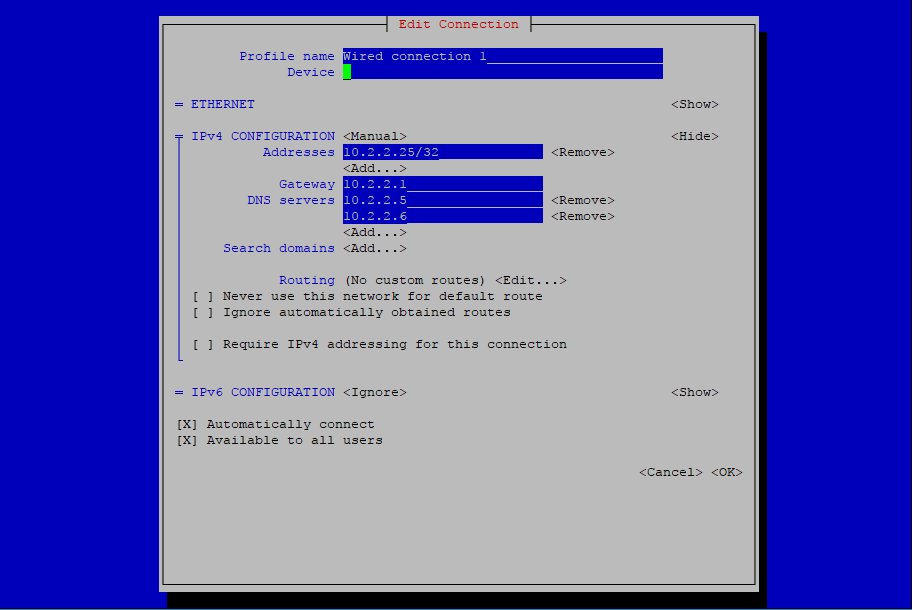 Edit Connection
Profile name Wired connection 1
Device
= ETHERNET <Show>
IPv4 CONFIGURATION <Manual> <Hide>
Addresses 10.2.2.25/32 <Remove>
<Add...>
Gateway 10.2.2.1
DNS servers 10.2.2.5 <Remove>
10.2.2.6 <Remove>
<Add...>
Search domains <Add...>
Routing (No custom routes) <Edit...>
[ ] Never use this network for default route
[ ] Ignore automatically obtained routes
[ ] Require IPv4 addressing for this connection
= IPv6 CONFIGURATION <Ignore> <Show>
[X] Automatically connect
[X] Available to all users
<Cancel> <OK>